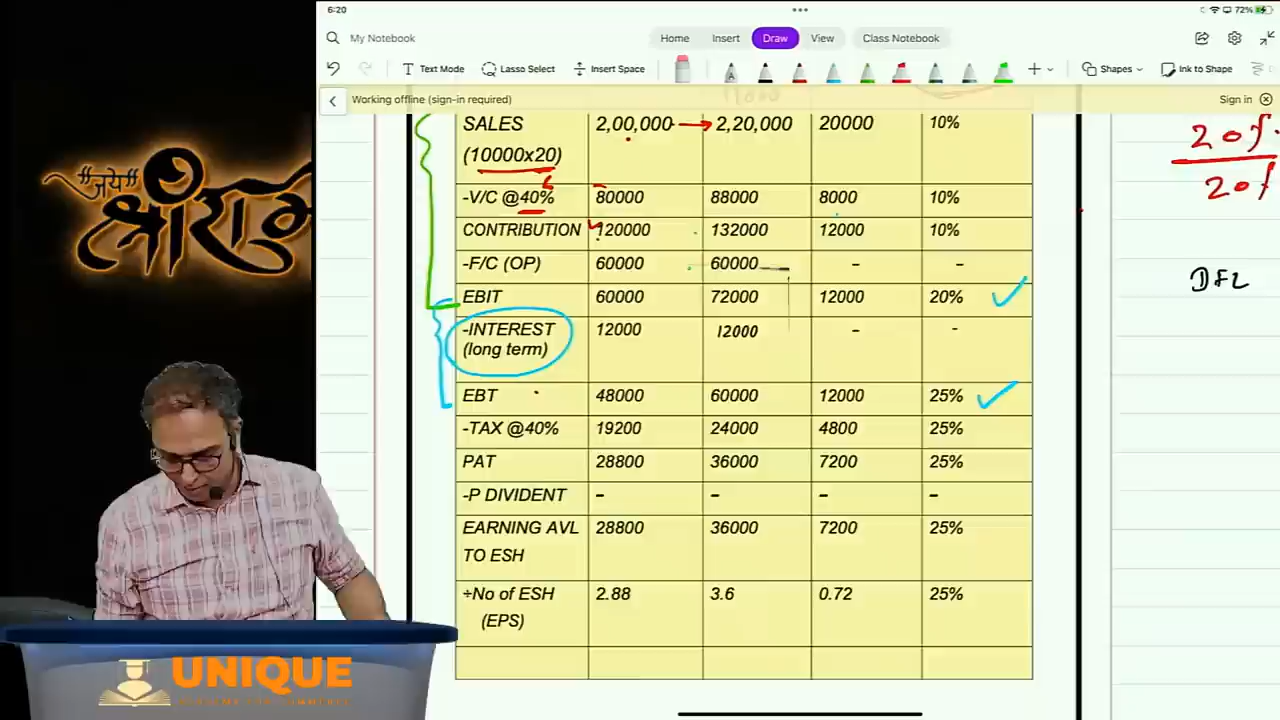 6:20
72%
My Notebook
Home Insert Draw View Class Notebook
Text Mode Lasso Select Insert Space Shapes Ink to Shape
Working offline (sign-in required) Sign in
SALES 2,00,000 2,20,000 20000 10%
(10000x20)
-V/C @40% 80000 88000 8000 10%
CONTRIBUTION 120000 132000 12000 10%
-F/C (OP) 60000 60000 - -
EBIT 60000 72000 12000 20%
-INTEREST 12000 12000 - -
(long term)
EBT 48000 60000 12000 25%
-TAX @40% 19200 24000 4800 25%
PAT 28800 36000 7200 25%
-P DIVIDENT - - - -
EARNING AVL 28800 36000 7200 25%
TO ESH
÷No of ESH 2.88 3.6 0.72 25%
(EPS)
20%
20%
DFL
"जय"
श्री राम
UNIQUE